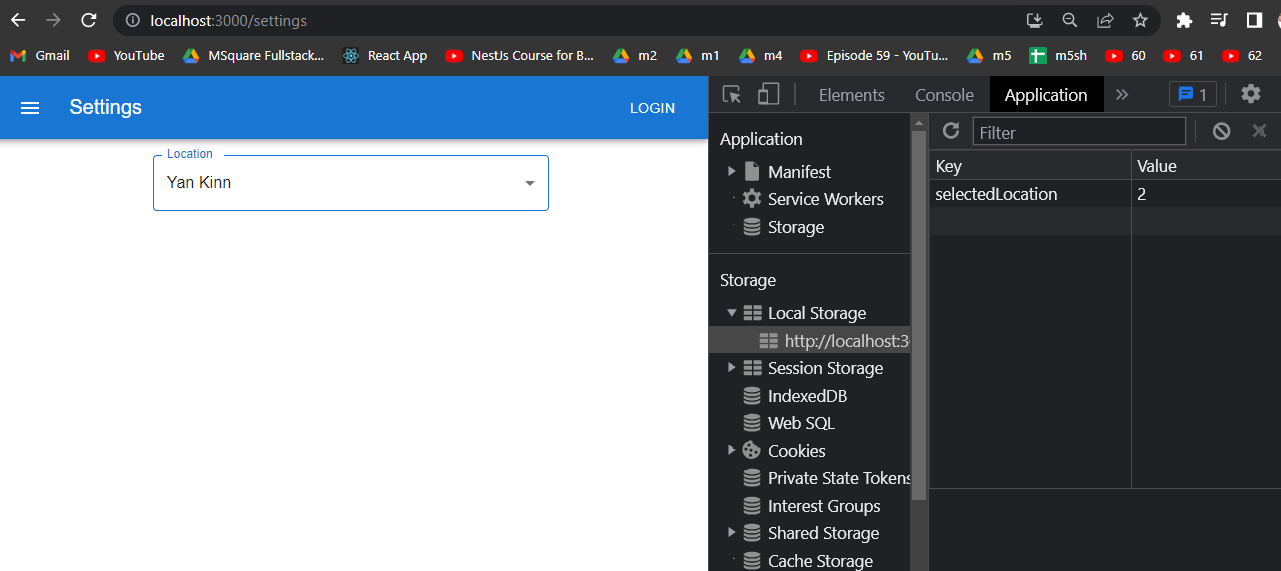 localhost:3000/settings
Gmail YouTube MSquare Fullstack... React App NestJs Course for B... m2 m1 m4 Episode 59 - YouTu... m5 m5sh 60 61 62
Settings LOGIN
Location
Yan Kinn
Elements Console Application » 1
Application
Manifest
Service Workers
Storage
Storage
Local Storage
http://localhost:30
Session Storage
IndexedDB
Web SQL
Cookies
Private State Tokens
Interest Groups
Shared Storage
Cache Storage
Filter
Key Value
selectedLocation 2